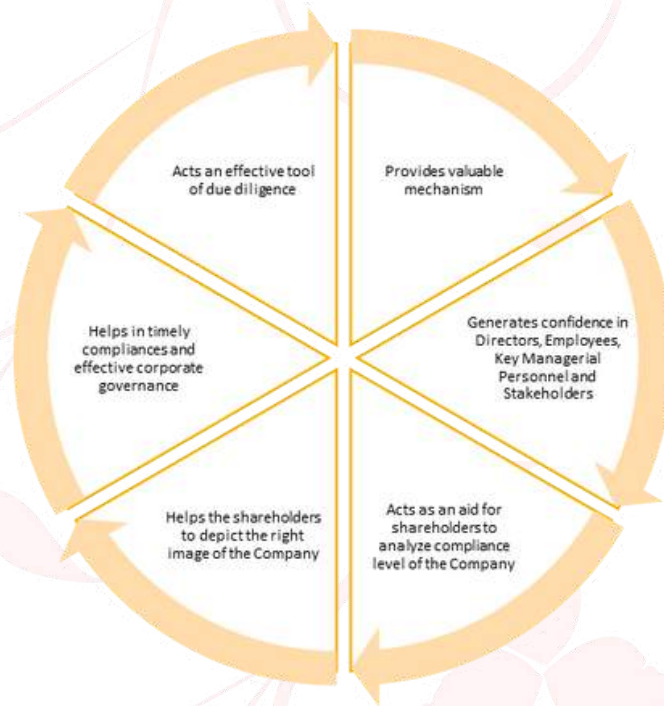 Acts an effective tool
of due diligence
Provides valuable
mechanism
Generates confidence in
Directors, Employees,
Key Managerial
Personnel and
Stakeholders
Acts as an aid for
shareholders to
analyze compliance
level of the Company
Helps the shareholders
to depict the right
image of the Company
Helps in timely
compliances and
effective corporate
governance